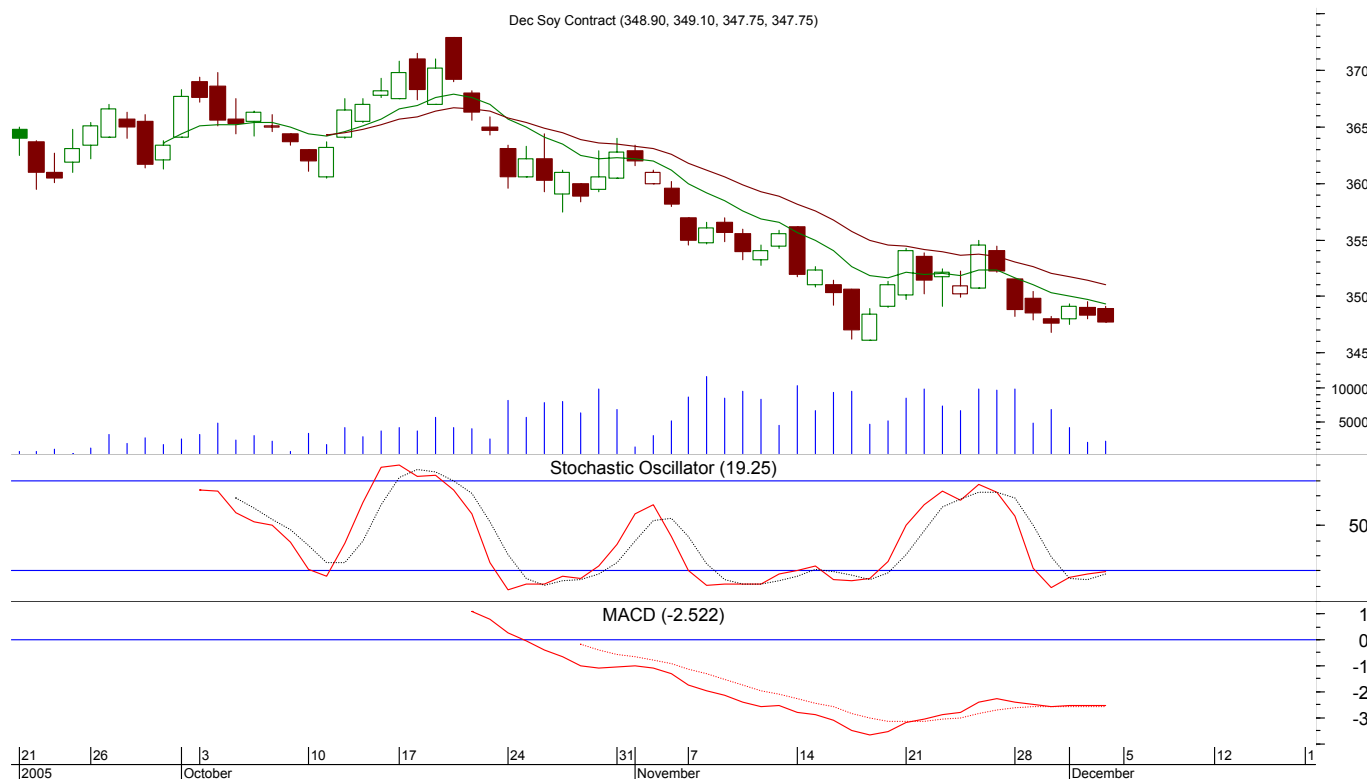 Dec Soy Contract (348.90, 349.10, 347.75, 347.75)
370
365
360
355
350
345
10000
5000
Stochastic Oscillator (19.25)
50
MACD (-2.522)
1
0
-1
-2
-3
21 26 3 10 17 24 31 7 14 21 28 5 12 1
2005 October November December